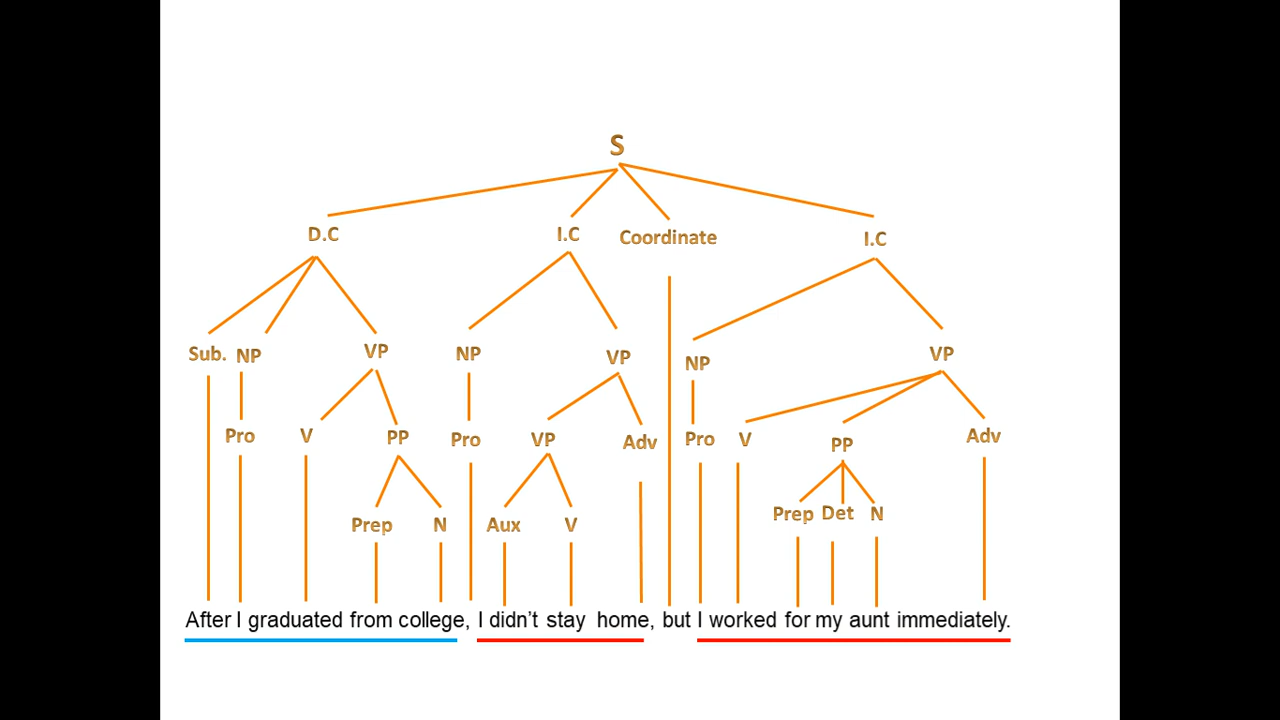 S
D.C I.C Coordinate I.C
Sub. NP VP NP VP NP VP
Pro V PP Pro VP Adv Pro V PP Adv
Prep N Aux V Prep Det N
After I graduated from college, I didn’t stay home, but I worked for my aunt immediately.